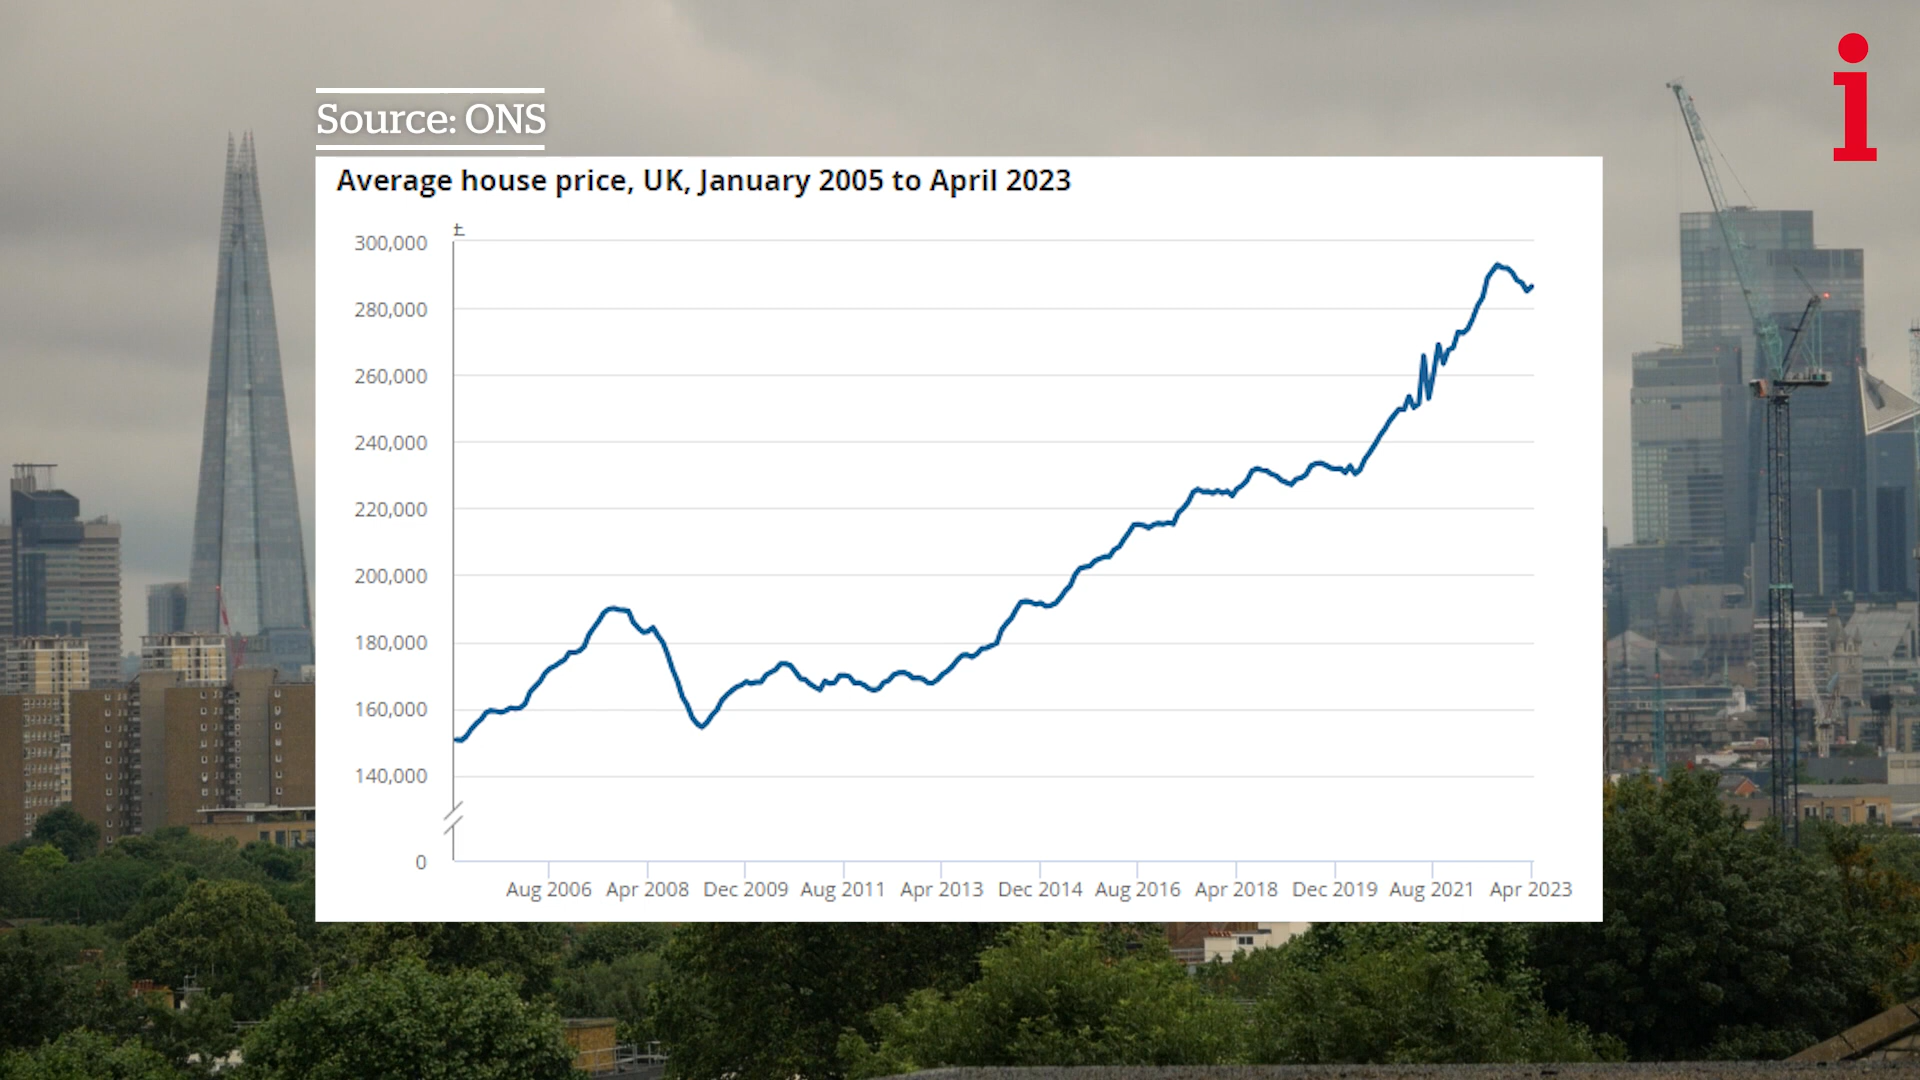 i
Source: ONS
Average house price, UK, January 2005 to April 2023
£
300,000
280,000
260,000
240,000
220,000
200,000
180,000
160,000
140,000
0
Aug 2006 Apr 2008 Dec 2009 Aug 2011 Apr 2013 Dec 2014 Aug 2016 Apr 2018 Dec 2019 Aug 2021 Apr 2023